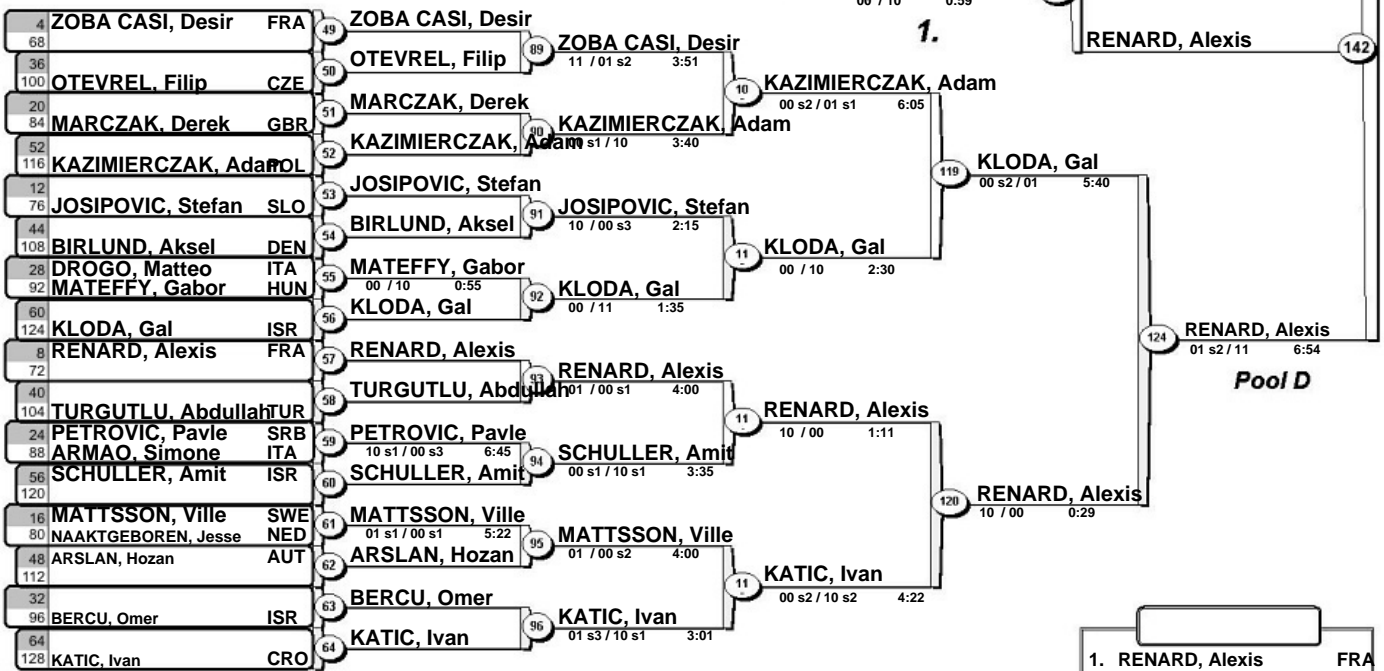 00 / 10 0:59
1.
RENARD, Alexis
142
4 ZOBA CASI, Desir FRA
68
49
ZOBA CASI, Desir
36
100 OTEVREL, Filip CZE
50
OTEVREL, Filip
89
ZOBA CASI, Desir
11 / 01 s2 3:51
20
84 MARCZAK, Derek GBR
51
MARCZAK, Derek
52
116 KAZIMIERCZAK, Adam POL
52
KAZIMIERCZAK, Adam
90
KAZIMIERCZAK, Adam
00 s1 / 10 3:40
10
KAZIMIERCZAK, Adam
00 s2 / 01 s1 6:05
12
76 JOSIPOVIC, Stefan SLO
53
JOSIPOVIC, Stefan
44
108 BIRLUND, Aksel DEN
54
BIRLUND, Aksel
91
JOSIPOVIC, Stefan
10 / 00 s3 2:15
28 DROGO, Matteo ITA
92 MATEFFY, Gabor HUN
55
MATEFFY, Gabor
00 / 10 0:55
60
124 KLODA, Gal ISR
56
KLODA, Gal
92
KLODA, Gal
00 / 11 1:35
11
KLODA, Gal
00 / 10 2:30
119
KLODA, Gal
00 s2 / 01 5:40
8 RENARD, Alexis FRA
72
57
RENARD, Alexis
40
104 TURGUTLU, Abdullah TUR
58
TURGUTLU, Abdullah
93
RENARD, Alexis
01 / 00 s1 4:00
24 PETROVIC, Pavle SRB
88 ARMAO, Simone ITA
59
PETROVIC, Pavle
10 s1 / 00 s3 6:45
56 SCHULLER, Amit ISR
120
60
SCHULLER, Amit
94
SCHULLER, Amit
00 s1 / 10 s1 3:35
11
RENARD, Alexis
10 / 00 1:11
16 MATTSSON, Ville SWE
80 NAAKTGEBOREN, Jesse NED
61
MATTSSON, Ville
01 s1 / 00 s1 5:22
48 ARSLAN, Hozan AUT
112
62
ARSLAN, Hozan
95
MATTSSON, Ville
01 / 00 s2 4:00
32
96 BERCU, Omer ISR
63
BERCU, Omer
64
128 KATIC, Ivan CRO
64
KATIC, Ivan
96
KATIC, Ivan
01 s3 / 10 s1 3:01
11
KATIC, Ivan
00 s2 / 10 s2 4:22
120
RENARD, Alexis
10 / 00 0:29
124
RENARD, Alexis
01 s2 / 11 6:54
Pool D
1. RENARD, Alexis FRA